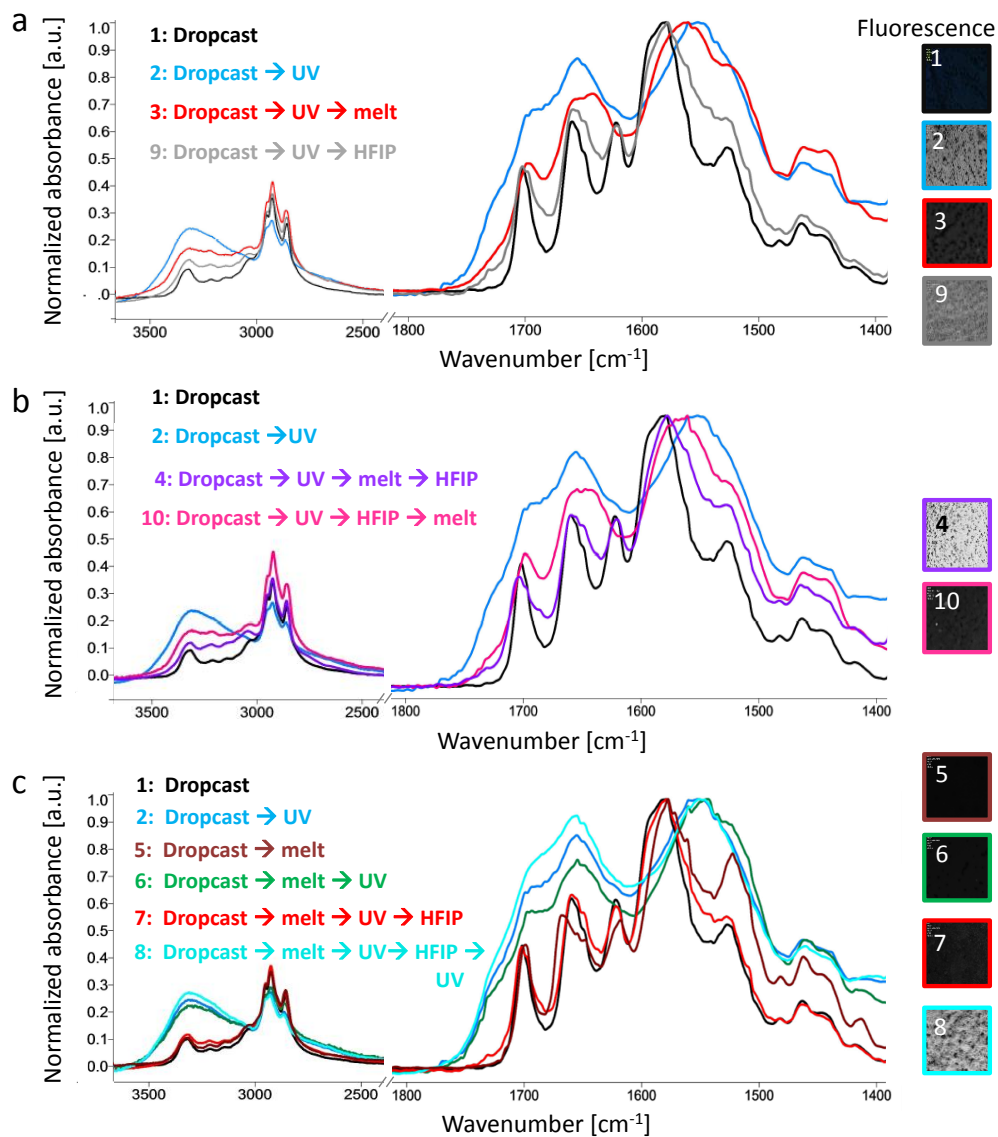 a
Normalized absorbance [a.u.]
1.0
0.9
0.8
0.7
0.6
0.5
0.4
0.3
0.2
0.1
.0
1: Dropcast
2: Dropcast → UV
3: Dropcast → UV → melt
9: Dropcast → UV → HFIP
3500 3000 2500 1800 1700 1600 1500 1400
Wavenumber [cm-1]
Fluorescence
1
2
3
9
b
Normalized absorbance [a.u.]
1.0
0.9
0.8
0.7
0.6
0.5
0.4
0.3
0.2
0.1
0.0
1: Dropcast
2: Dropcast →UV
4: Dropcast → UV → melt → HFIP
10: Dropcast → UV → HFIP → melt
3500 3000 2500 1800 1700 1600 1500 1400
Wavenumber [cm-1]
4
10
c
Normalized absorbance [a.u.]
1.0
0.9
0.8
0.7
0.6
0.5
0.4
0.3
0.2
0.1
0.0
1: Dropcast
2: Dropcast → UV
5: Dropcast → melt
6: Dropcast → melt → UV
7: Dropcast → melt → UV → HFIP
8: Dropcast → melt → UV→ HFIP →
UV
3500 3000 2500 1800 1700 1600 1500 1400
Wavenumber [cm-1]
5
6
7
8